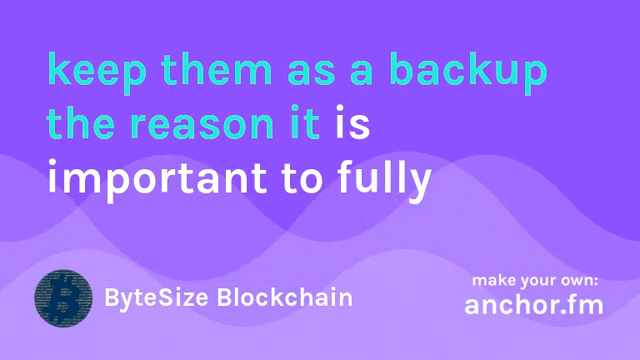 keep them as a backup
the reason it is
important to fully
ByteSize Blockchain
make your own:
anchor.fm